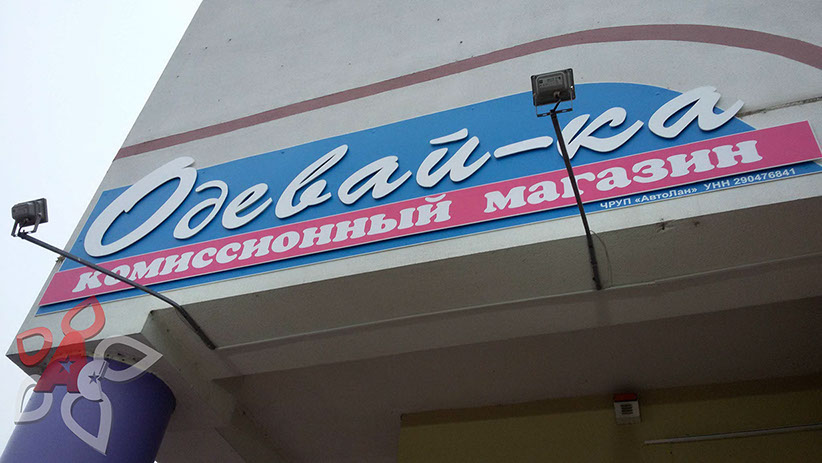 Одевай-ка
комиссионный магазин
ЧРУП «АвтоЛан» УНН 290476841